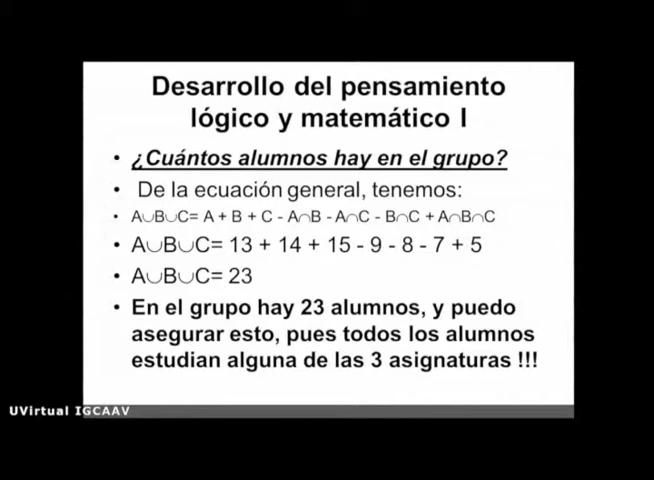 Desarrollo del pensamiento
lógico y matemático I
• ¿Cuántos alumnos hay en el grupo?
• De la ecuación general, tenemos:
• A∪B∪C= A + B + C - A∩B - A∩C - B∩C + A∩B∩C
• A∪B∪C= 13 + 14 + 15 - 9 - 8 - 7 + 5
• A∪B∪C= 23
• En el grupo hay 23 alumnos, y puedo
asegurar esto, pues todos los alumnos
estudian alguna de las 3 asignaturas !!!
UVirtual IGCAAV